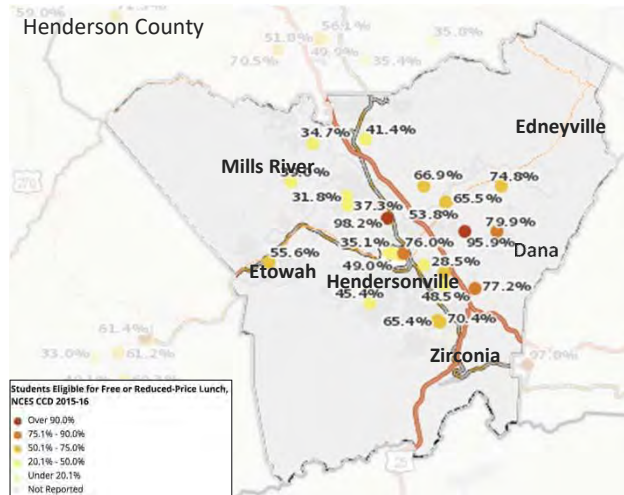 59.0%
Henderson County
51.8%
56.1%
35.8%
49.9%
70.5%
35.4%
34.7%
41.4%
Edneyville
Mills River
66.9%
74.8%
31.8%
65.5%
37.3%
53.8%
98.2%
79.9%
35.1%
76.0%
95.9%
Dana
55.6%
28.5%
Etowah
49.0%
Hendersonville
77.2%
45.4%
48.5%
65.4%
70.4%
61.4%
Zirconia
33.0%
61.2%
97.0%
Students Eligible for Free or Reduced-Price Lunch,
NCES CCD 2015-16
Over 90.0%
75.1% - 90.0%
50.1% - 75.0%
20.1% - 50.0%
Under 20.1%
Not Reported